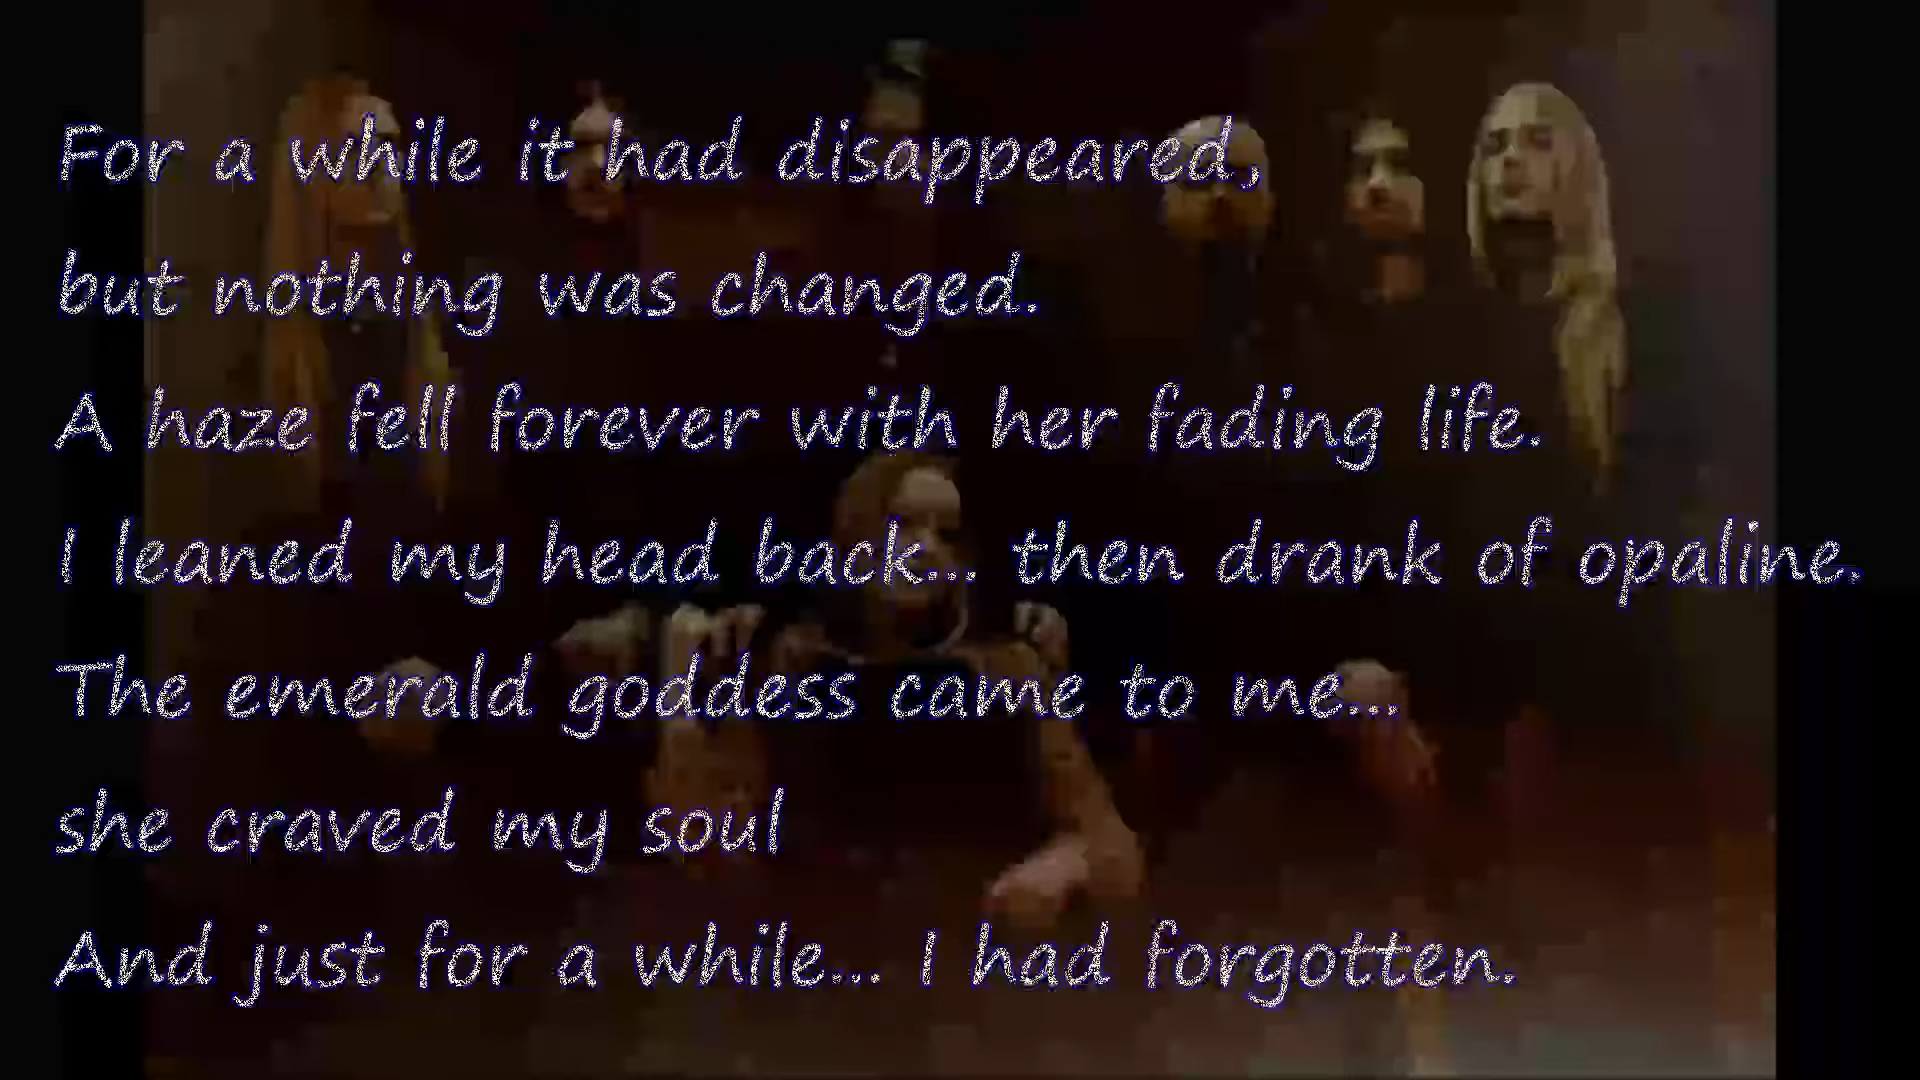 For a while it had disappeared,
but nothing was changed.
A haze fell forever with her fading life.
I leaned my head back... then drank of opaline.
The emerald goddess came to me...
she craved my soul
And just for a while... I had forgotten.